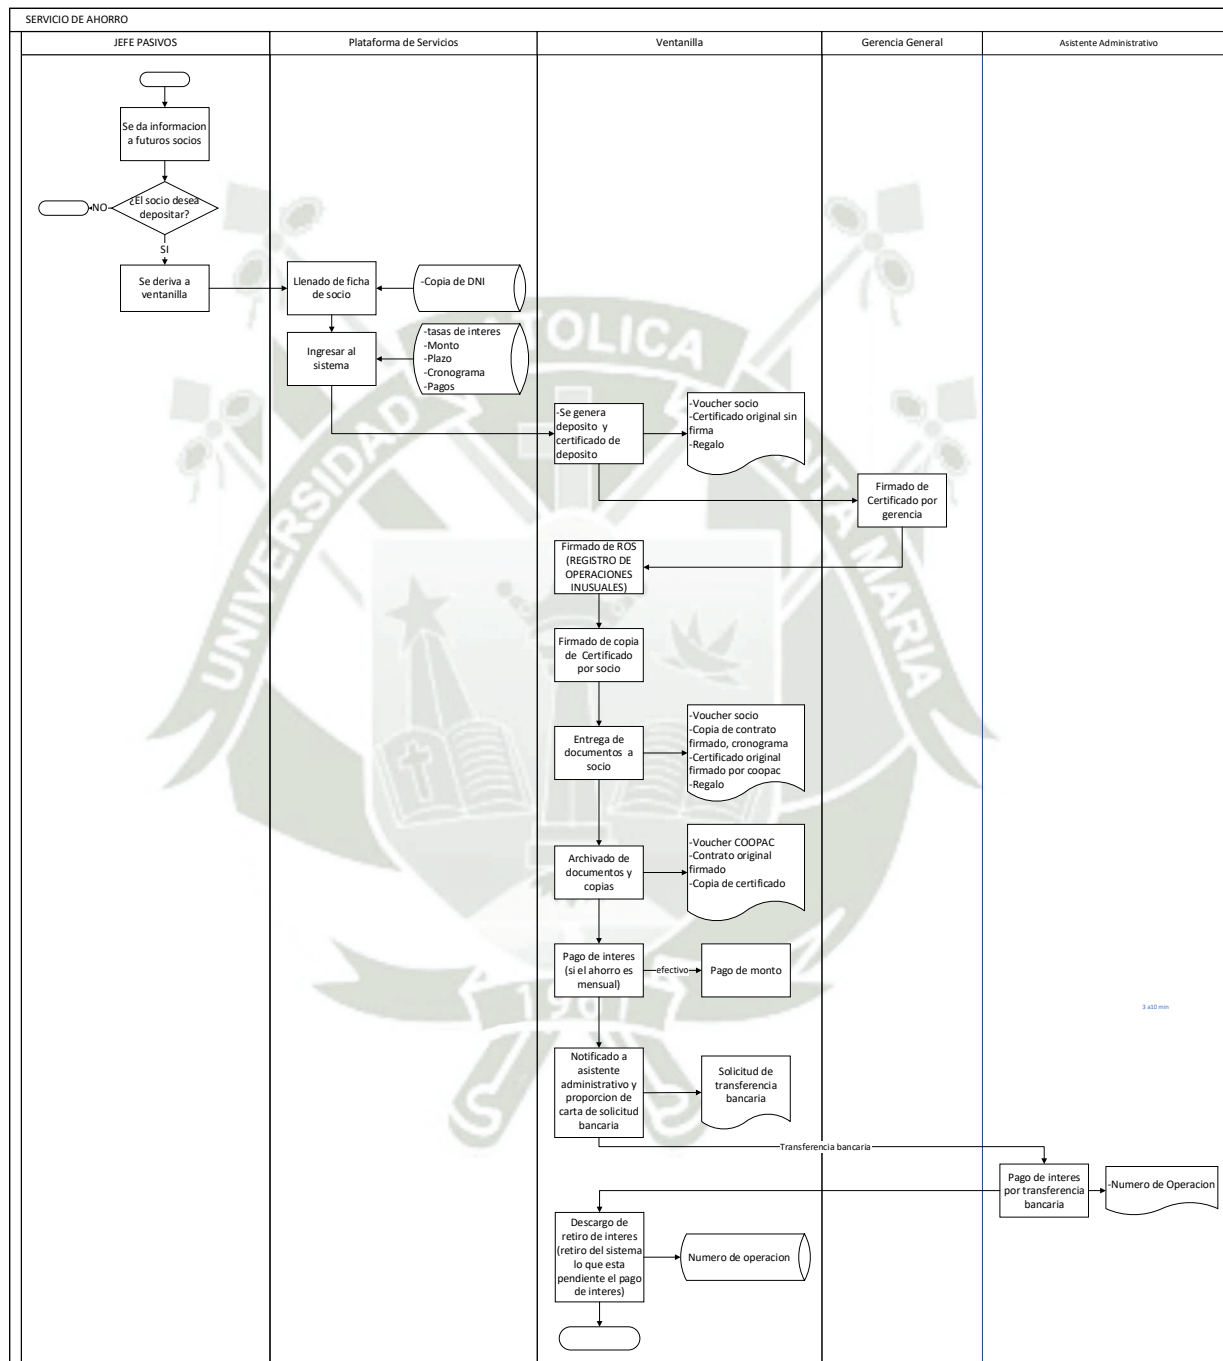 SERVICIO DE AHORRO
JEFE PASIVOS
Plataforma de Servicios
Ventanilla
Gerencia General
Asistente Administrativo
Se da informacion
a futuros socios
¿El socio desea
depositar?
NO
SI
Se deriva a
ventanilla
Llenado de ficha
de socio
-Copia de DNI
Ingresar al
sistema
-tasas de interes
-Monto
-Plazo
-Cronograma
-Pagos
-Se genera
deposito y
certificado de
deposito
-Voucher socio
-Certificado original sin
firma
-Regalo
Firmado de
Certificado por
gerencia
Firmado de ROS
(REGISTRO DE
OPERACIONES
INUSUALES)
Firmado de copia
de Certificado
por socio
Entrega de
documentos a
socio
-Voucher socio
-Copia de contrato
firmado, cronograma
-Certificado original
firmado por coopac
-Regalo
Archivado de
documentos y
copias
-Voucher COOPAC
-Contrato original
firmado
-Copia de certificado
Pago de interes
(si el ahorro es
mensual)
efectivo
Pago de monto
3 a10 min
Notificado a
asistente
administrativo y
proporcion de
carta de solicitud
bancaria
Solicitud de
transferencia
bancaria
Transferencia bancaria
Pago de interes
por transferencia
bancaria
-Numero de Operacion
Descargo de
retiro de interes
(retiro del sistema
lo que esta
pendiente el pago
de interes)
Numero de operacion
UNIVERSIDAD
CATOLICA
SANTA MARIA
1961